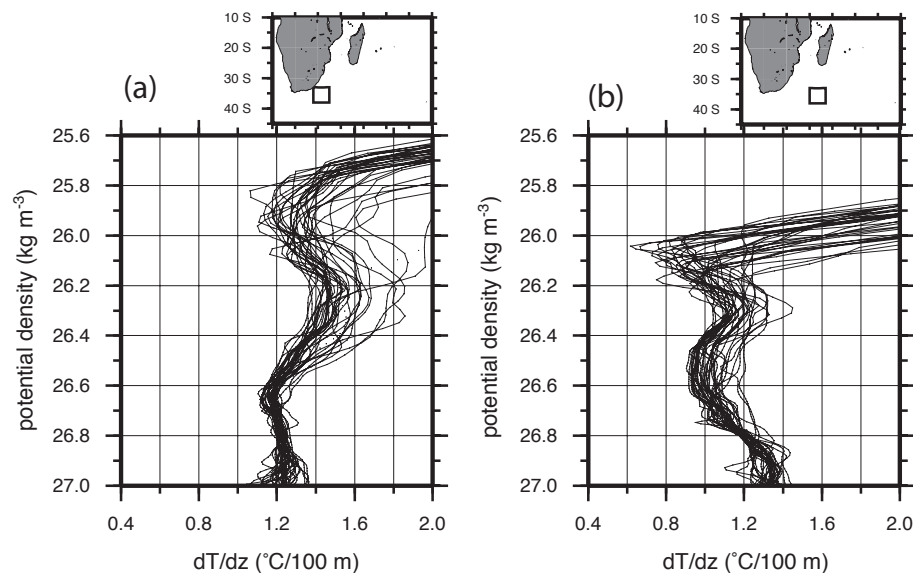 10 S
20 S
30 S
40 S
(a)
25.6
25.8
26.0
26.2
26.4
26.6
26.8
27.0
potential density (kg m⁻³)
0.4 0.8 1.2 1.6 2.0
dT/dz (˚C/100 m)
10 S
20 S
30 S
40 S
(b)
25.6
25.8
26.0
26.2
26.4
26.6
26.8
27.0
potential density (kg m⁻³)
0.4 0.8 1.2 1.6 2.0
dT/dz (˚C/100 m)